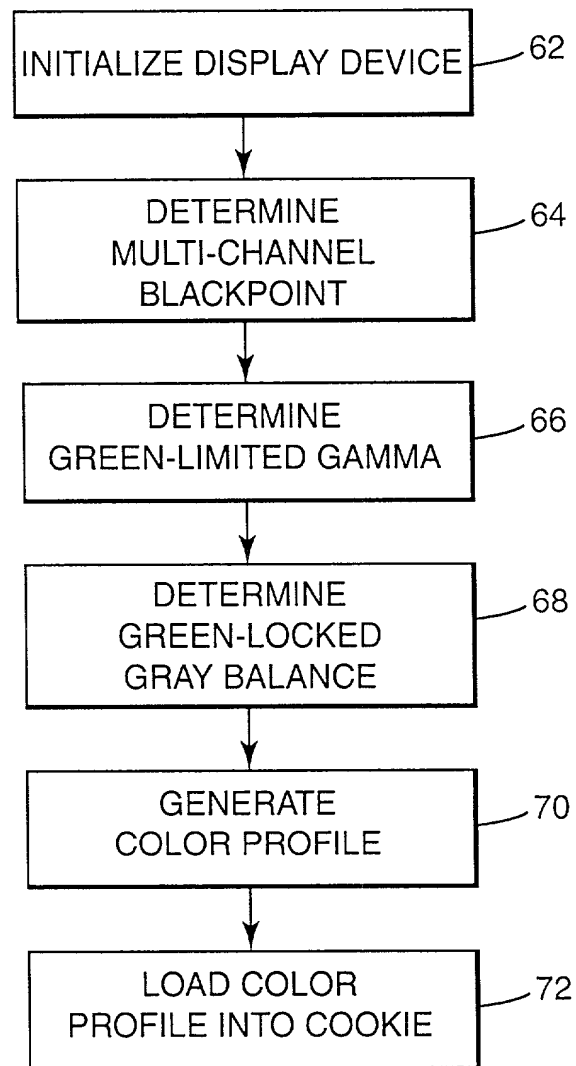 INITIALIZE DISPLAY DEVICE
62
DETERMINE
MULTI-CHANNEL
BLACKPOINT
64
DETERMINE
GREEN-LIMITED GAMMA
66
DETERMINE
GREEN-LOCKED
GRAY BALANCE
68
GENERATE
COLOR PROFILE
70
LOAD COLOR
PROFILE INTO COOKIE
72